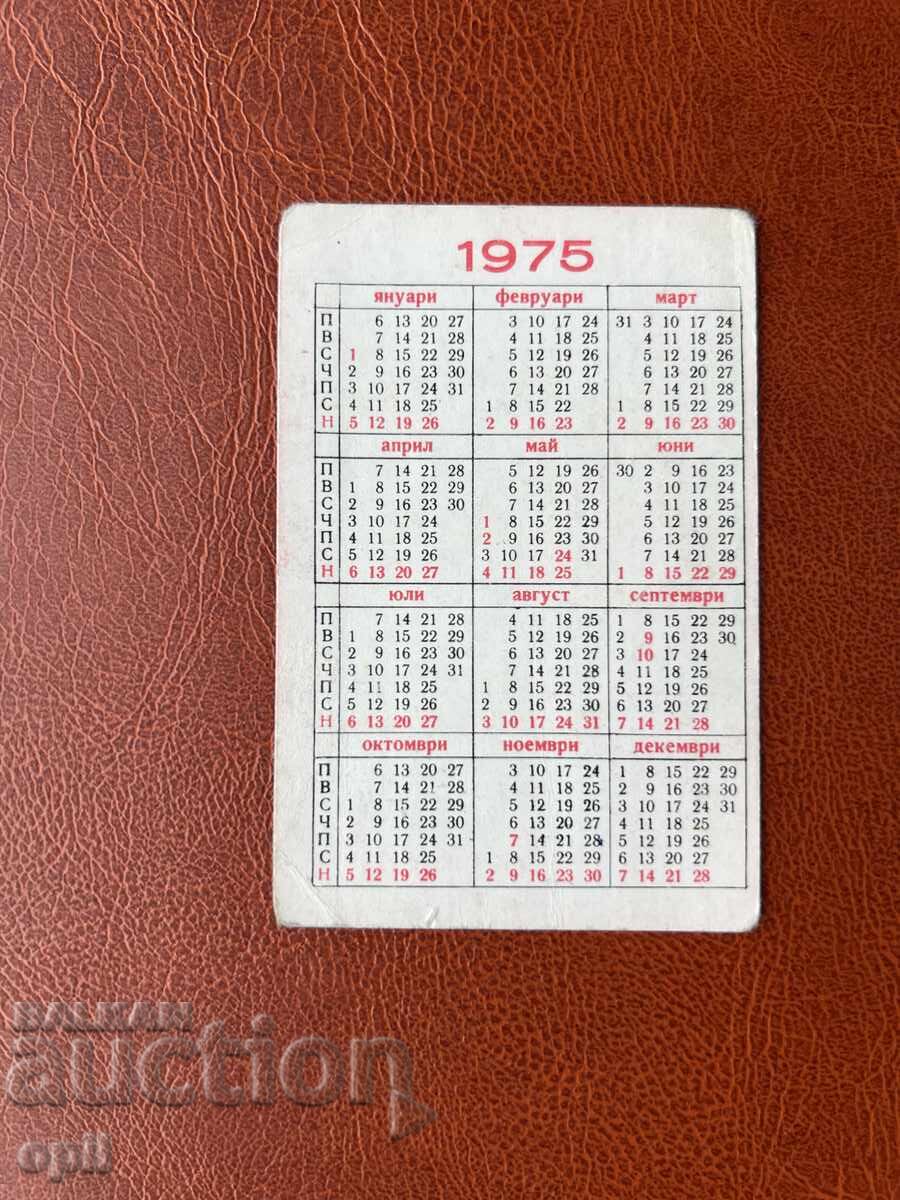 1975
януари февруари март
П 6 13 20 27 3 10 17 24 31 3 10 17 24
В 7 14 21 28 4 11 18 25 4 11 18 25
С 1 8 15 22 29 5 12 19 26 5 12 19 26
Ч 2 9 16 23 30 6 13 20 27 6 13 20 27
П 3 10 17 24 31 7 14 21 28 7 14 21 28
С 4 11 18 25 1 8 15 22 1 8 15 22 29
Н 5 12 19 26 2 9 16 23 2 9 16 23 30
април май юни
П 7 14 21 28 5 12 19 26 30 2 9 16 23
В 1 8 15 22 29 6 13 20 27 3 10 17 24
С 2 9 16 23 30 7 14 21 28 4 11 18 25
Ч 3 10 17 24 1 8 15 22 29 5 12 19 26
П 4 11 18 25 2 9 16 23 30 6 13 20 27
С 5 12 19 26 3 10 17 24 31 7 14 21 28
Н 6 13 20 27 4 11 18 25 1 8 15 22 29
юли август септември
П 7 14 21 28 4 11 18 25 1 8 15 22 29
В 1 8 15 22 29 5 12 19 26 2 9 16 23 30
С 2 9 16 23 30 6 13 20 27 3 10 17 24
Ч 3 10 17 24 31 7 14 21 28 4 11 18 25
П 4 11 18 25 1 8 15 22 29 5 12 19 26
С 5 12 19 26 2 9 16 23 30 6 13 20 27
Н 6 13 20 27 3 10 17 24 31 7 14 21 28
октомври ноември декември
П 6 13 20 27 3 10 17 24 1 8 15 22 29
В 7 14 21 28 4 11 18 25 2 9 16 23 30
С 1 8 15 22 29 5 12 19 26 3 10 17 24 31
Ч 2 9 16 23 30 6 13 20 27 4 11 18 25
П 3 10 17 24 31 7 14 21 28 5 12 19 26
С 4 11 18 25 1 8 15 22 29 6 13 20 27
Н 5 12 19 26 2 9 16 23 30 7 14 21 28
BALKAN
auction
opil